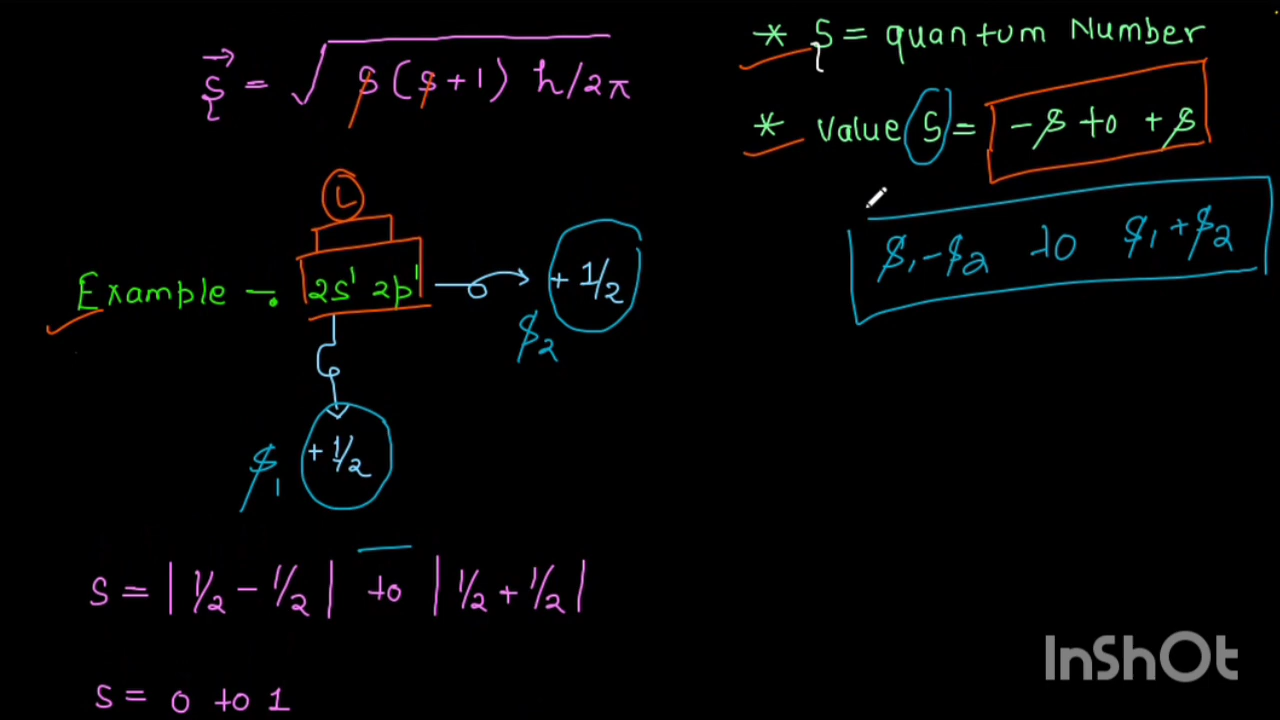 S⃗ = √s(s+1) h/2π
* S = quantum Number
* Value S = -s to +s
s₁-s₂ to s₁+s₂
L
Example -. 2s¹ 2p¹ + 1/2
s₂
s₁ + 1/2
S = | 1/2 - 1/2 | to | 1/2 + 1/2 |
S = 0 to 1
InShOt